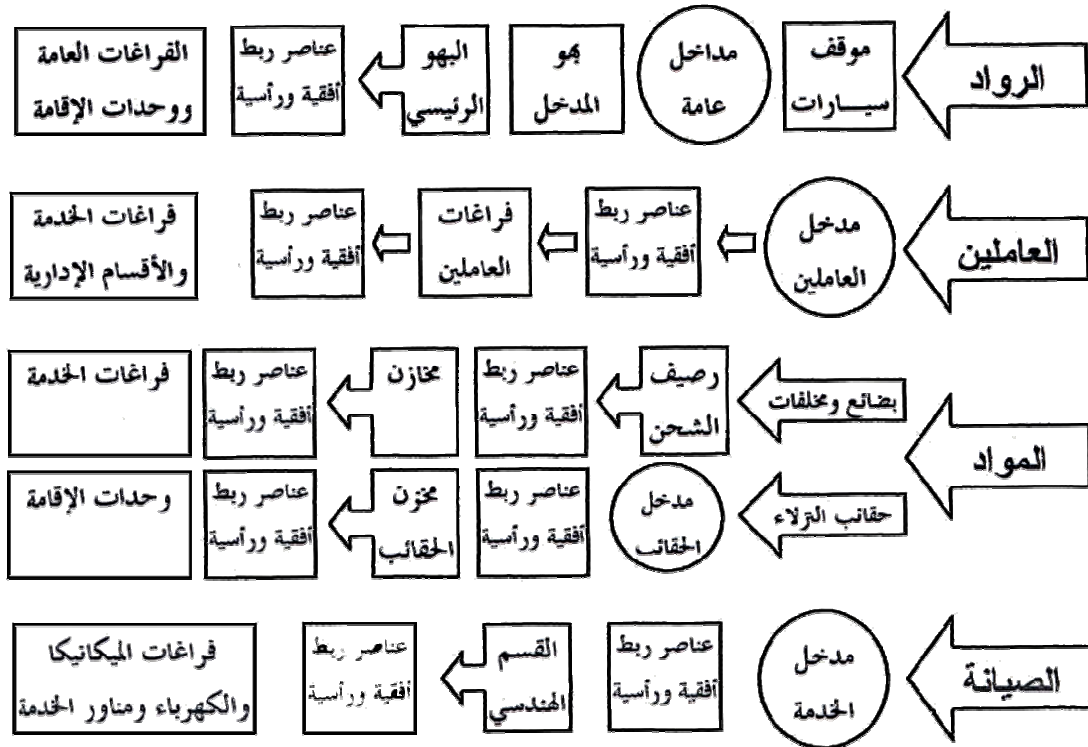 الرواد
موقف
سيـــارات
مداخل
عامة
بهو
المدخل
البهو
الرئيسي
عناصر ربط
أفقية ورأسية
الفراغات العامة
ووحدات الإقامة
العاملين
مدخل
العاملين
عناصر ربط
أفقية ورأسية
فراغات
العاملين
عناصر ربط
أفقية ورأسية
فراغات الخدمة
والأقسام الإدارية
المواد
بضائع ومخلفات
رصيف
الشحن
عناصر ربط
أفقية ورأسية
مخازن
عناصر ربط
أفقية ورأسية
فراغات الخدمة
حقائب النزلاء
مدخل
الحقائب
عناصر ربط
أفقية ورأسية
مخزن
الحقائب
عناصر ربط
أفقية ورأسية
وحدات الإقامة
الصيانة
مدخل
الخدمة
عناصر ربط
أفقية ورأسية
القسم
الهندسي
عناصر ربط
أفقية ورأسية
فراغات الميكانيكا
والكهرباء ومناور الخدمة